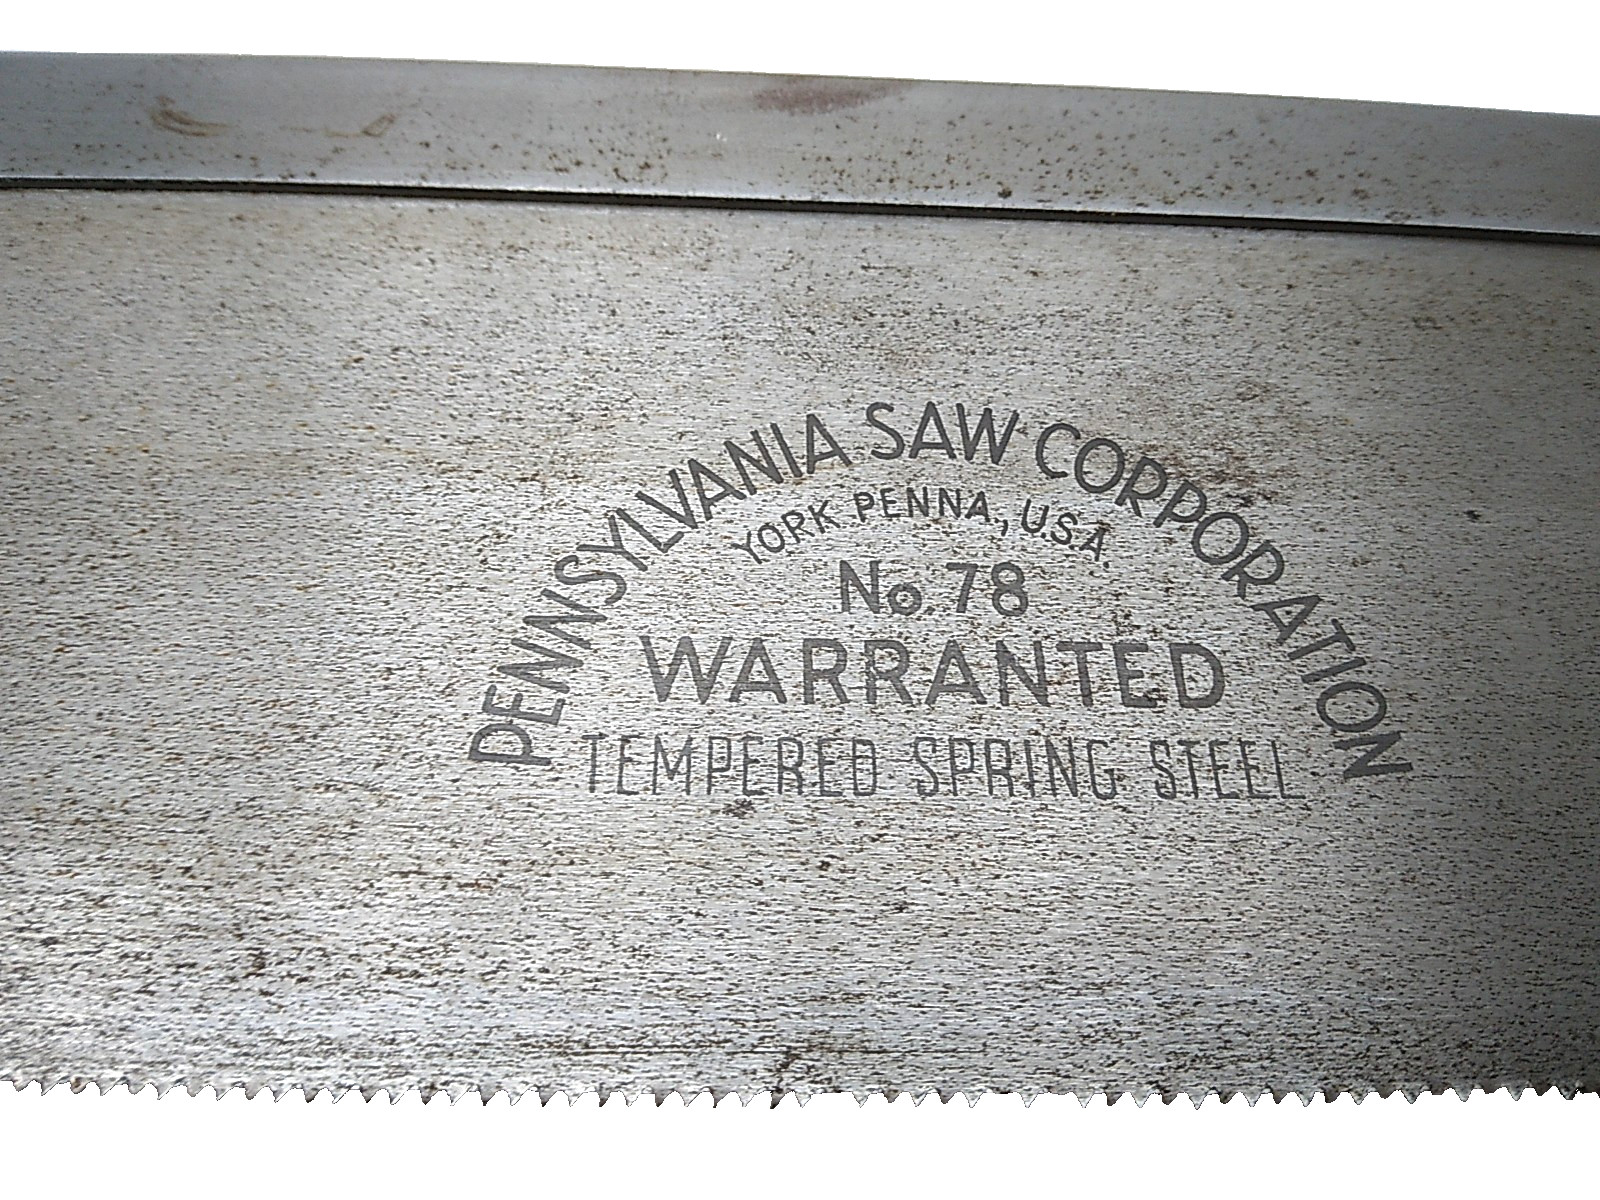 PENNSYLVANIA SAW CORPORATION
YORK PENNA., U.S.A.
No. 78
WARRANTED
TEMPERED SPRING STEEL